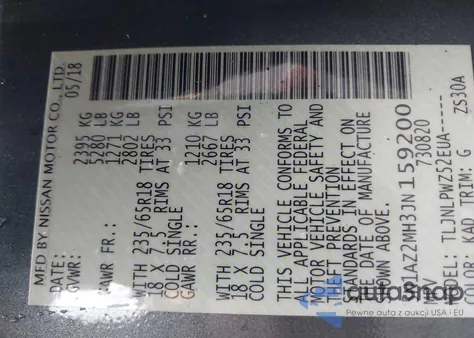 MFD BY NISSAN MOTOR CO., LTD.
DATE: 05/18
GAWR: 2395 KG
5280 LB
GAWR FR.: 1271 KG
2802 LB
WITH 235/65R18 TIRES
18 X 7.5 RIMS AT 33 PSI
COLD SINGLE
GAWR RR.: 1210 KG
2667 LB
WITH 235/65R18 TIRES
18 X 7.5 RIMS AT 33 PSI
COLD SINGLE
THIS VEHICLE CONFORMS TO
ALL APPLICABLE FEDERAL
MOTOR VEHICLE SAFETY AND
THEFT PREVENTION
STANDARDS IN EFFECT ON
THE DATE OF MANUFACTURE
SHOWN ABOVE.
1AZ2MH33JN159200
730820
MODEL: TLJNLPWZ52EUA----
COLOR: KAD TRIM: G ZS30A
autoSnap
Pewne auta z aukcji USA - EU